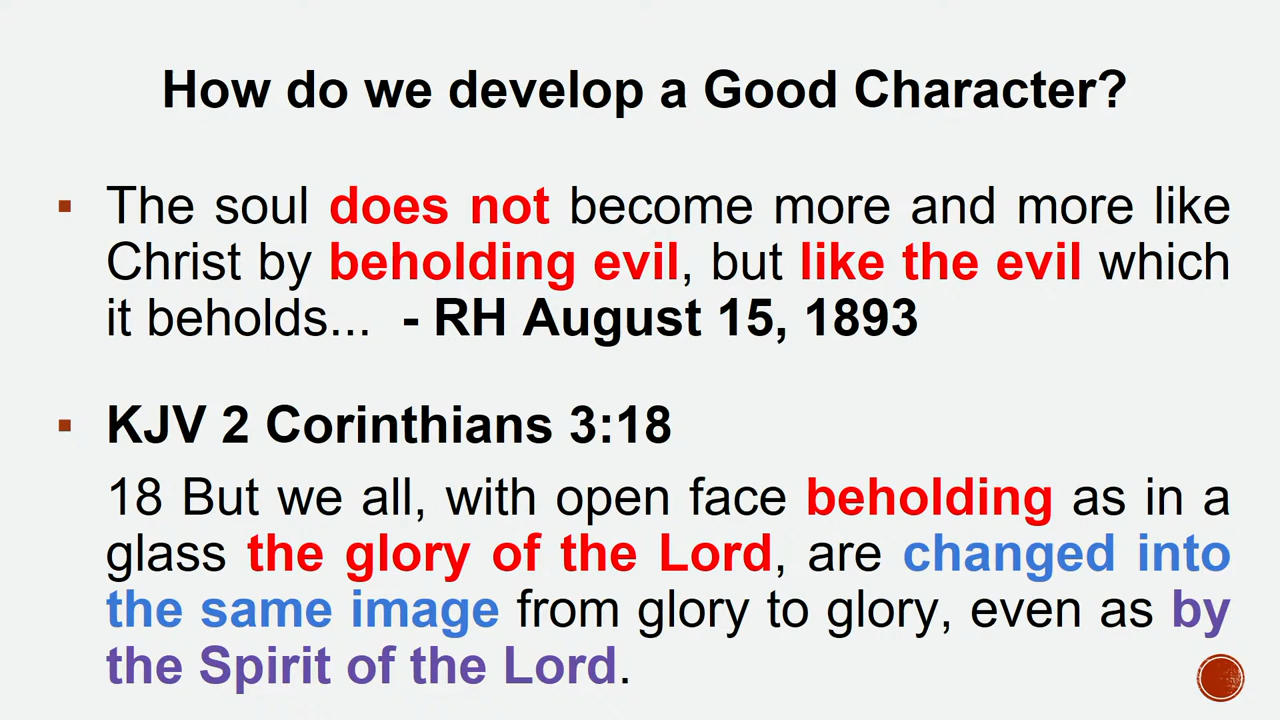 How do we develop a Good Character?
▪ The soul does not become more and more like
Christ by beholding evil, but like the evil which
it beholds... - RH August 15, 1893
▪ KJV 2 Corinthians 3:18
18 But we all, with open face beholding as in a
glass the glory of the Lord, are changed into
the same image from glory to glory, even as by
the Spirit of the Lord.